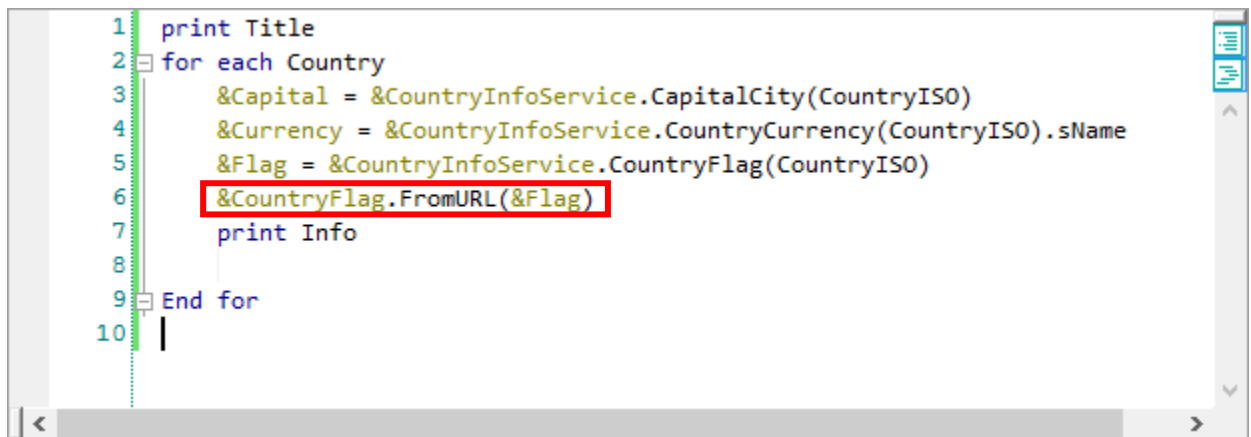 1 print Title
2 for each Country
3 &Capital = &CountryInfoService.CapitalCity(CountryISO)
4 &Currency = &CountryInfoService.CountryCurrency(CountryISO).sName
5 &Flag = &CountryInfoService.CountryFlag(CountryISO)
6 &CountryFlag.FromURL(&Flag)
7 print Info
8
9 End for
10